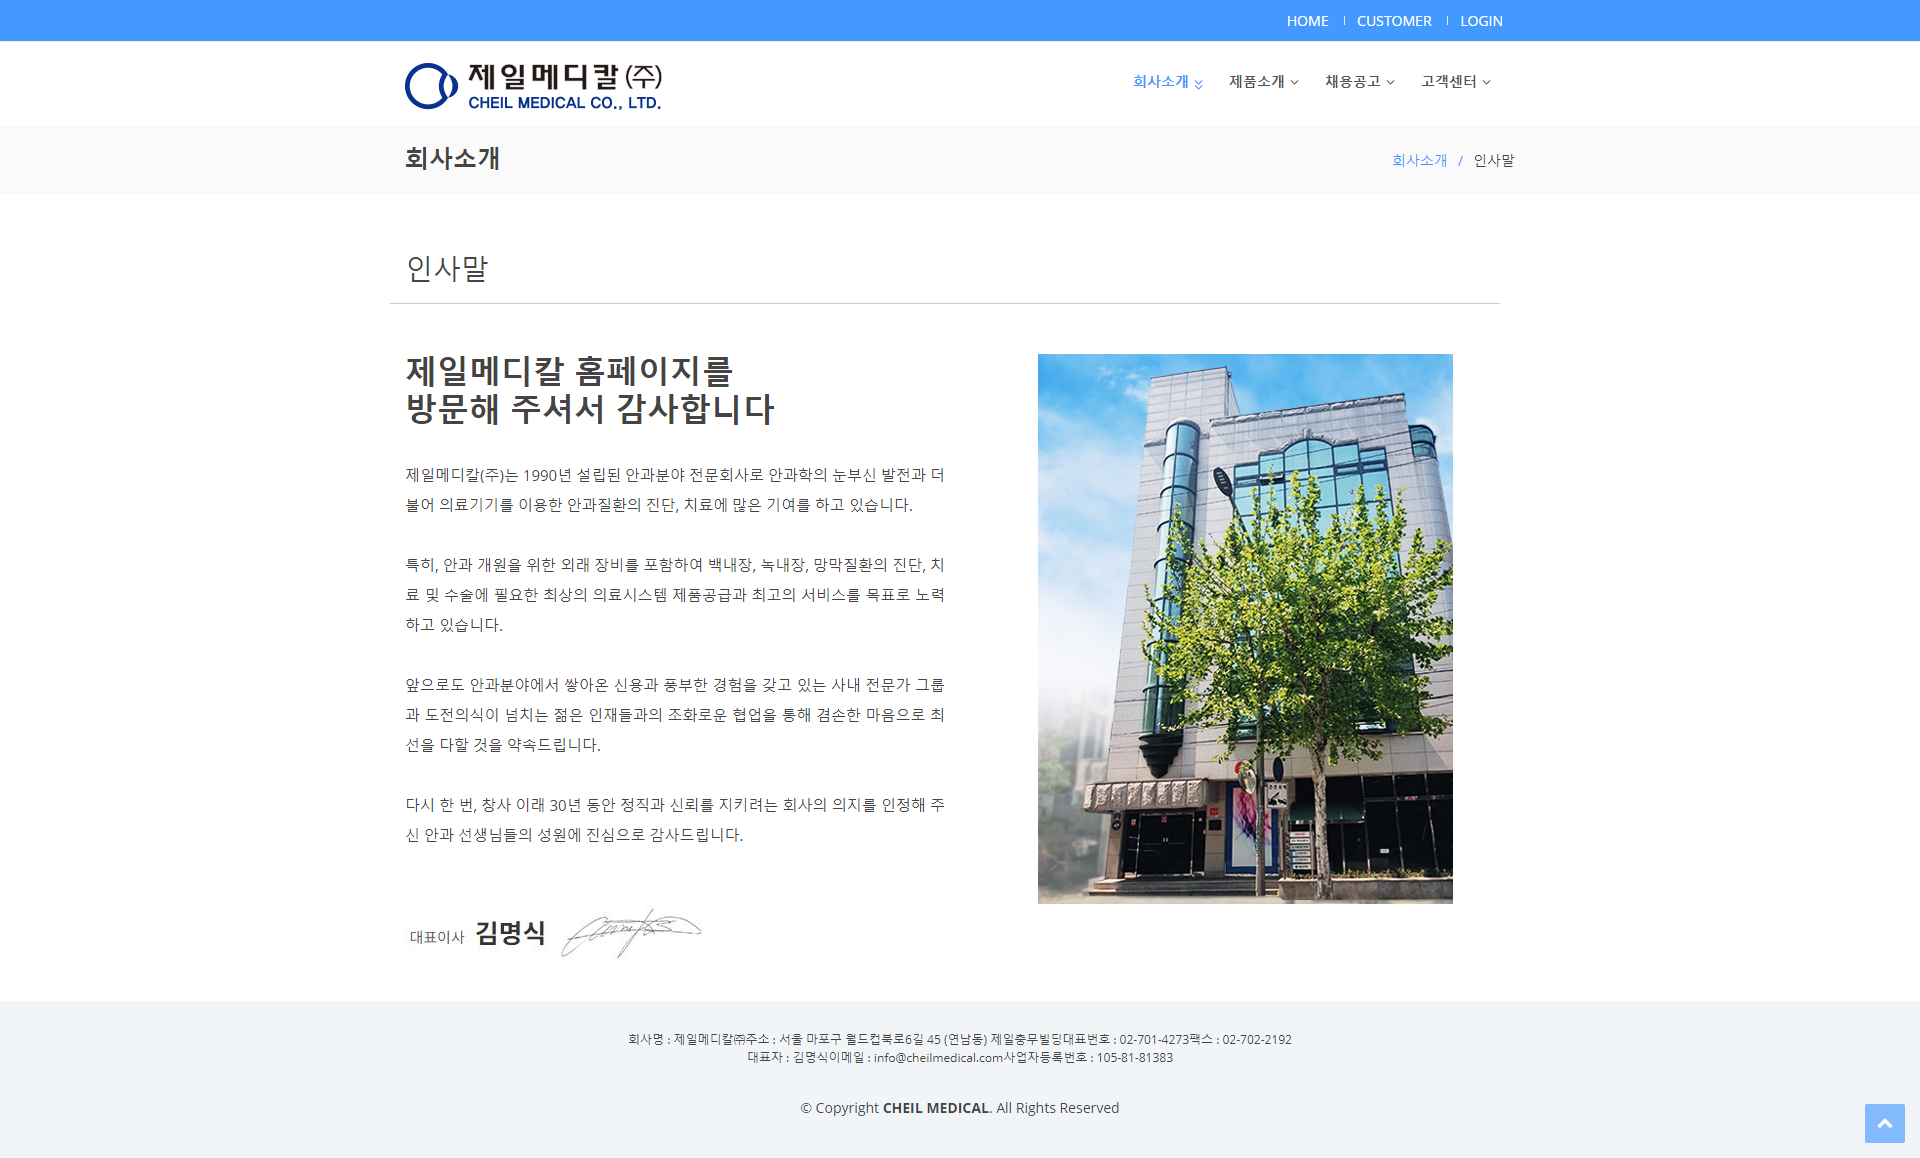 HOME
CUSTOMER
LOGIN
제일메디칼(주)
CHEIL MEDICAL CO., LTD.
회사소개
제품소개
채용공고
고객센터
회사소개
회사소개 / 인사말
인사말
제일메디칼 홈페이지를
방문해 주셔서 감사합니다
제일메디칼(주)는 1990년 설립된 안과분야 전문회사로 안과학의 눈부신 발전과 더
불어 의료기기를 이용한 안과질환의 진단, 치료에 많은 기여를 하고 있습니다.
특히, 안과 개원을 위한 외래 장비를 포함하여 백내장, 녹내장, 망막질환의 진단, 치
료 및 수술에 필요한 최상의 의료시스템 제품공급과 최고의 서비스를 목표로 노력
하고 있습니다.
앞으로도 안과분야에서 쌓아온 신용과 풍부한 경험을 갖고 있는 사내 전문가 그룹
과 도전의식이 넘치는 젊은 인재들과의 조화로운 협업을 통해 겸손한 마음으로 최
선을 다할 것을 약속드립니다.
다시 한 번, 창사 이래 30년 동안 정직과 신뢰를 지키려는 회사의 의지를 인정해 주
신 안과 선생님들의 성원에 진심으로 감사드립니다.
대표이사 김명식
회사명 : 제일메디칼㈜주소 : 서울 마포구 월드컵북로6길 45 (연남동) 제일충무빌딩대표번호 : 02-701-4273팩스 : 02-702-2192
대표자 : 김명식이메일 : info@cheilmedical.com사업자등록번호 : 105-81-81383
© Copyright CHEIL MEDICAL. All Rights Reserved